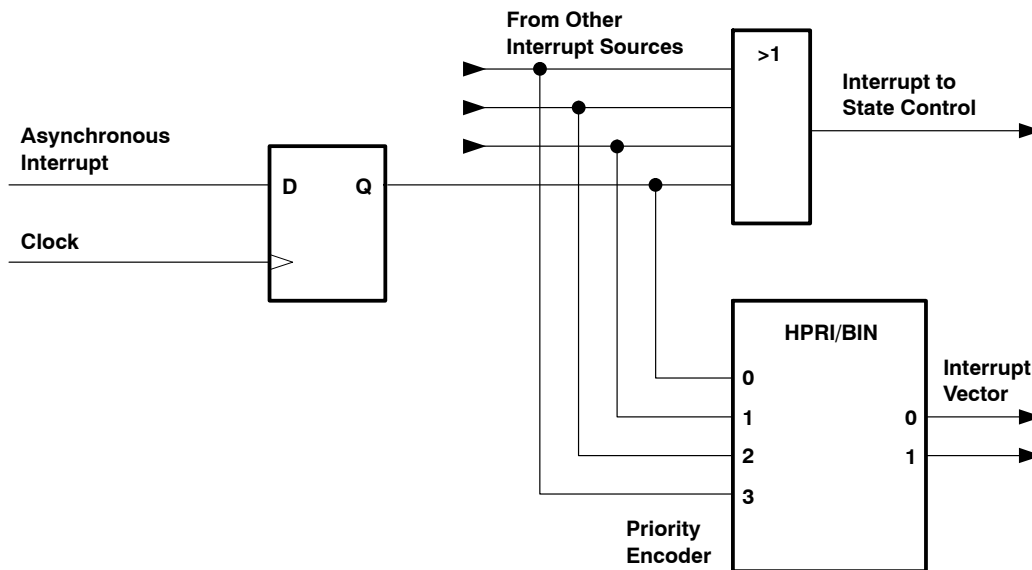 From Other
Interrupt Sources
>1
Interrupt to
State Control
Asynchronous
Interrupt
D
Q
Clock
HPRI/BIN
Interrupt
Vector
0
1
2
3
0
1
Priority
Encoder